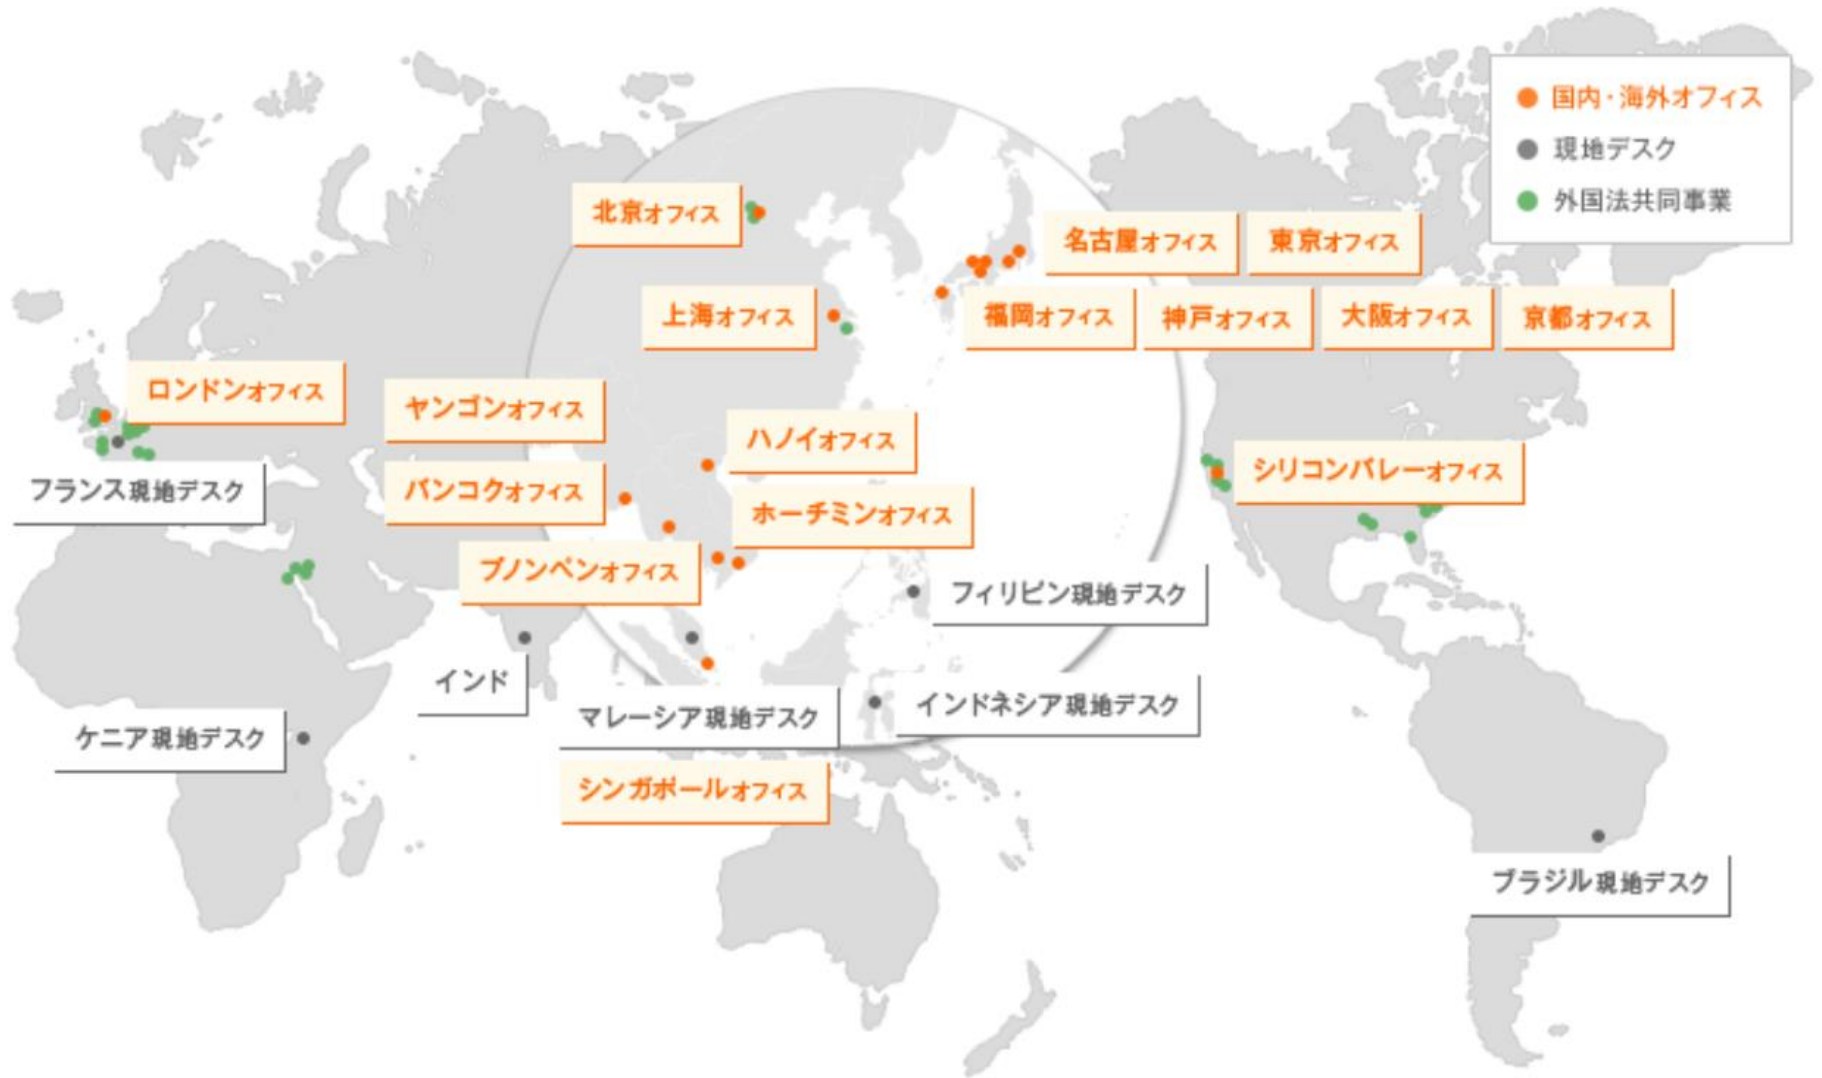 国内・海外オフィス
現地デスク
外国法共同事業
北京オフィス
名古屋オフィス
東京オフィス
上海オフィス
福岡オフィス
神戸オフィス
大阪オフィス
京都オフィス
ロンドンオフィス
ヤンゴンオフィス
ハノイオフィス
シリコンバレーオフィス
フランス現地デスク
バンコクオフィス
ホーチミンオフィス
プノンペンオフィス
フィリピン現地デスク
インド
マレーシア現地デスク
インドネシア現地デスク
ケニア現地デスク
シンガポールオフィス
ブラジル現地デスク